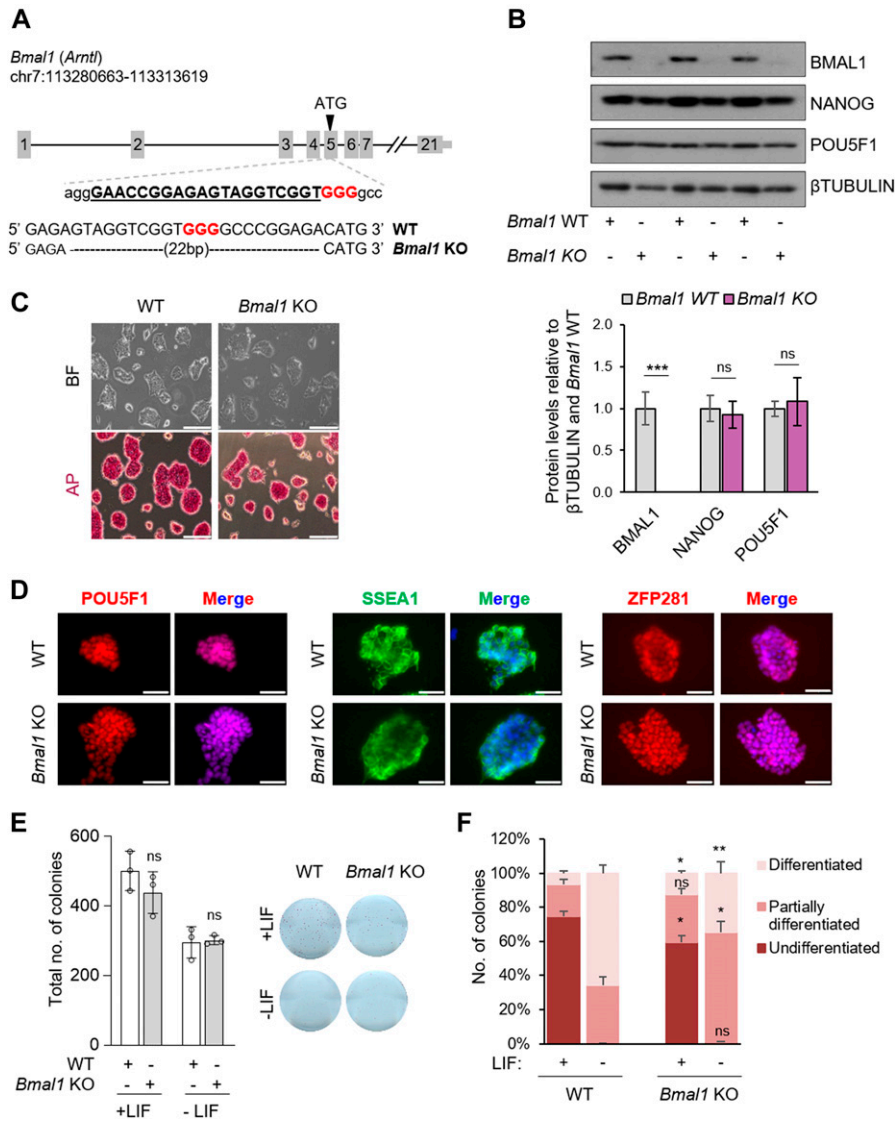 A
Bmal1 (Arntl)
chr7:113280663-113313619
ATG
1 2 3 4 5 6 7 // 21
aggGAACCGGAGAGTAGGTCGGTGGGgcc
5' GAGAGTAGGTCGGTGGGGCCCGGAGACATG 3' WT
5' GAGA ----------------(22bp)-------------------- CATG 3' Bmal1 KO
B
BMAL1
NANOG
POU5F1
βTUBULIN
Bmal1 WT + - + - + -
Bmal1 KO - + - + - +
Bmal1 WT Bmal1 KO
Protein levels relative to
βTUBULIN and Bmal1 WT
2.0
1.5
1.0
0.5
0.0
*** ns ns
BMAL1 NANOG POU5F1
C
WT Bmal1 KO
BF
AP
D
POU5F1 Merge SSEA1 Merge ZFP281 Merge
WT WT WT
Bmal1 KO Bmal1 KO Bmal1 KO
E
Total no. of colonies
600
400
200
0
ns ns
WT + - + -
Bmal1 KO - + - +
+LIF - LIF
WT Bmal1 KO
+LIF
-LIF
F
No. of colonies
120%
100%
80%
60%
40%
20%
0%
* **
ns
* *
ns
LIF: + - + -
WT Bmal1 KO
Differentiated
Partially
differentiated
Undifferentiated